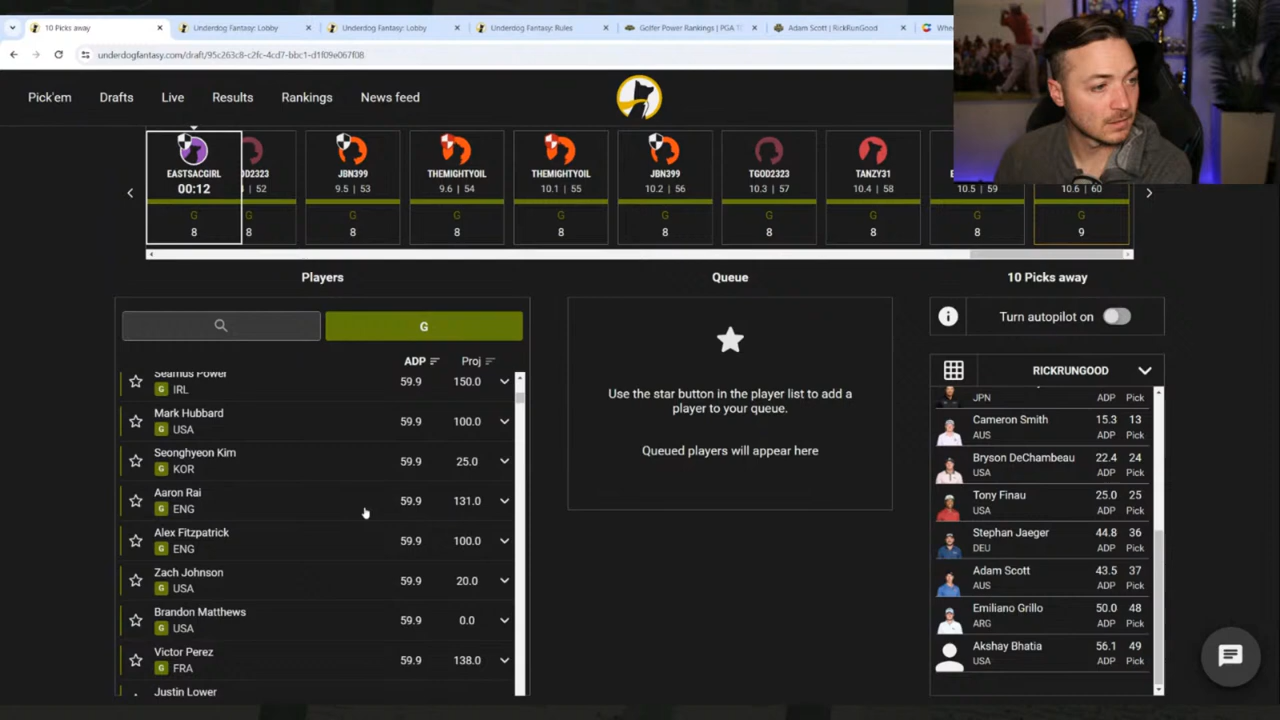 10 Picks away
Underdog Fantasy: Lobby
Underdog Fantasy: Lobby
Underdog Fantasy: Rules
Golfer Power Rankings | PGA
Adam Scott | RickRunGood
underdogfantasy.com/draft/95c263c8-c2fc-4cd7-bbc1-d1f09e067f08
Pick'em Drafts Live Results Rankings News feed
EASTSACGIRL
00:12
G
8
2323
52
8
JBN399
9.5 | 53
G
8
THEMIGHTYOIL
9.6 | 54
G
8
THEMIGHTYOIL
10.1 | 55
G
8
JBN399
10.2 | 56
G
8
TGOD2323
10.3 | 57
G
8
TANZY31
10.4 | 58
G
8
10.5 | 59
G
8
10.6 | 60
G
9
Players
G
ADP Proj
Seamus Power 59.9 150.0
G IRL
Mark Hubbard 59.9 100.0
G USA
Seonghyeon Kim 59.9 25.0
G KOR
Aaron Rai 59.9 131.0
G ENG
Alex Fitzpatrick 59.9 100.0
G ENG
Zach Johnson 59.9 20.0
G USA
Brandon Matthews 59.9 0.0
G USA
Victor Perez 59.9 138.0
G FRA
Justin Lower
Queue
Use the star button in the player list to add a
player to your queue.
Queued players will appear here
10 Picks away
Turn autopilot on
RICKRUNGOOD
JPN ADP Pick
Cameron Smith 15.3 13
AUS ADP Pick
Bryson DeChambeau 22.4 24
USA ADP Pick
Tony Finau 25.0 25
USA ADP Pick
Stephan Jaeger 44.8 36
DEU ADP Pick
Adam Scott 43.5 37
AUS ADP Pick
Emiliano Grillo 50.0 48
ARG ADP Pick
Akshay Bhatia 56.1 49
USA ADP Pick